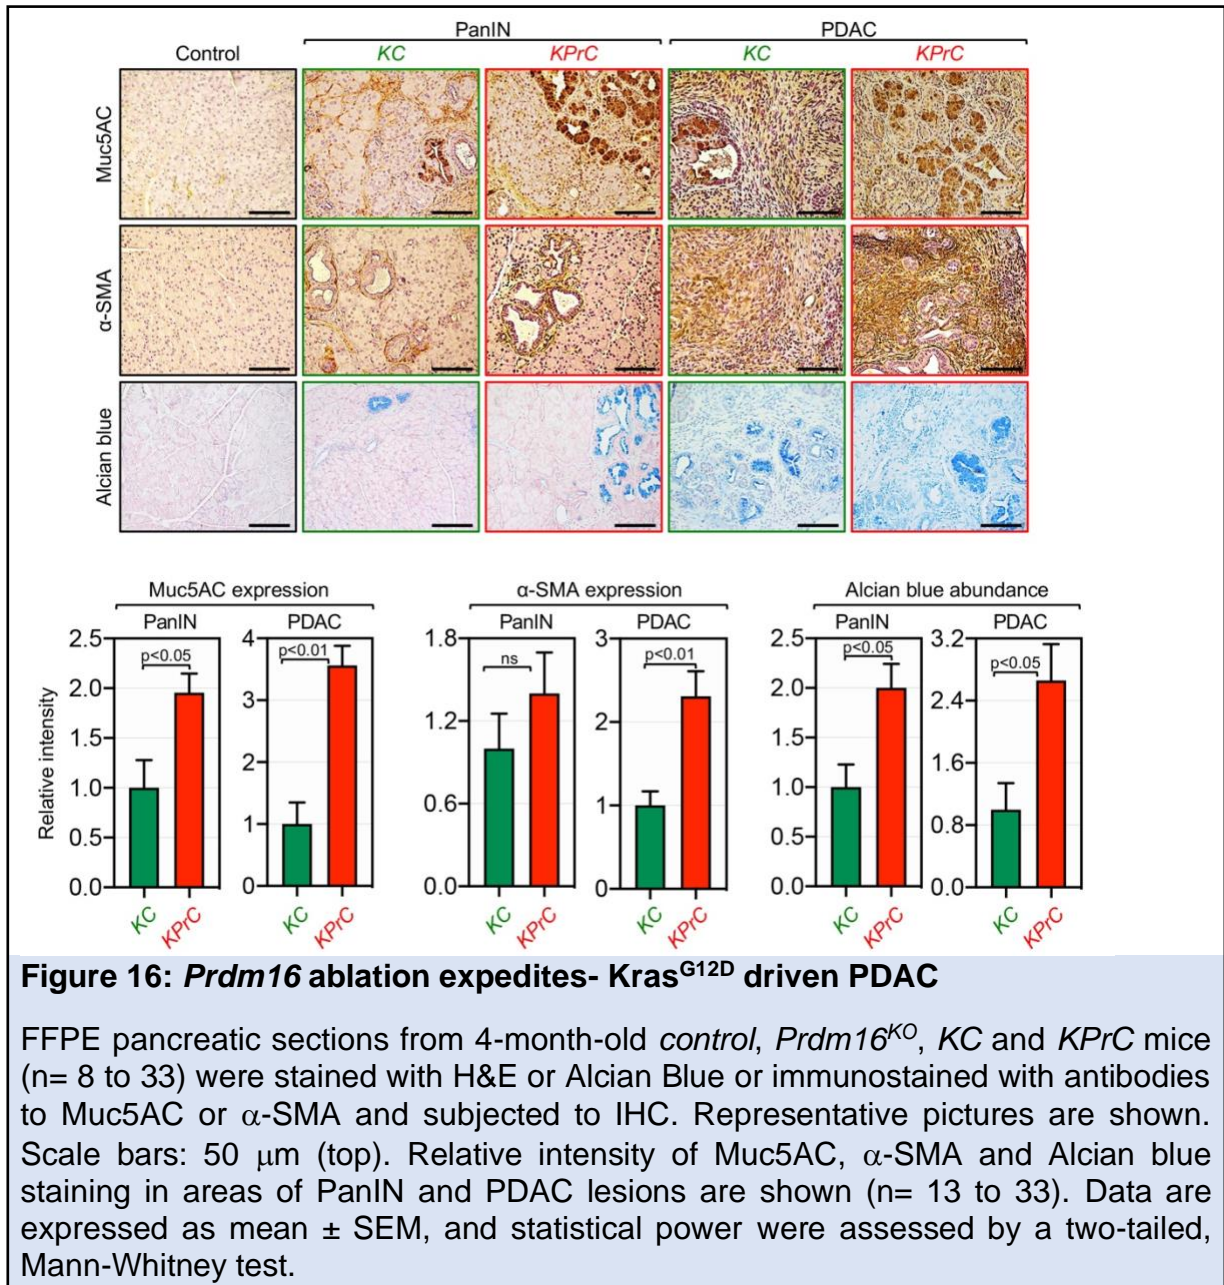 PanIN PDAC
Control KC KPrC KC KPrC
Muc5AC
α-SMA
Alcian blue
Muc5AC expression α-SMA expression Alcian blue abundance
PanIN PDAC PanIN PDAC PanIN PDAC
Relative intensity
2.5 4 1.8 3 2.5 3.2
p<0.05 p<0.01 ns p<0.01 p<0.05 p<0.05
2.0 3 1.2 2 2.0 2.4
1.5 2 0.6 1 1.5 1.6
1.0 1 0.0 0 1.0 0.8
0.5 0 0.5 0.0
0.0 0.0
KC KPrC KC KPrC KC KPrC KC KPrC KC KPrC KC KPrC
Figure 16: Prdm16 ablation expedites- Kras^G12D driven PDAC
FFPE pancreatic sections from 4-month-old control, Prdm16^KO, KC and KPrC mice
(n= 8 to 33) were stained with H&E or Alcian Blue or immunostained with antibodies
to Muc5AC or α-SMA and subjected to IHC. Representative pictures are shown.
Scale bars: 50 μm (top). Relative intensity of Muc5AC, α-SMA and Alcian blue
staining in areas of PanIN and PDAC lesions are shown (n= 13 to 33). Data are
expressed as mean ± SEM, and statistical power were assessed by a two-tailed,
Mann-Whitney test.